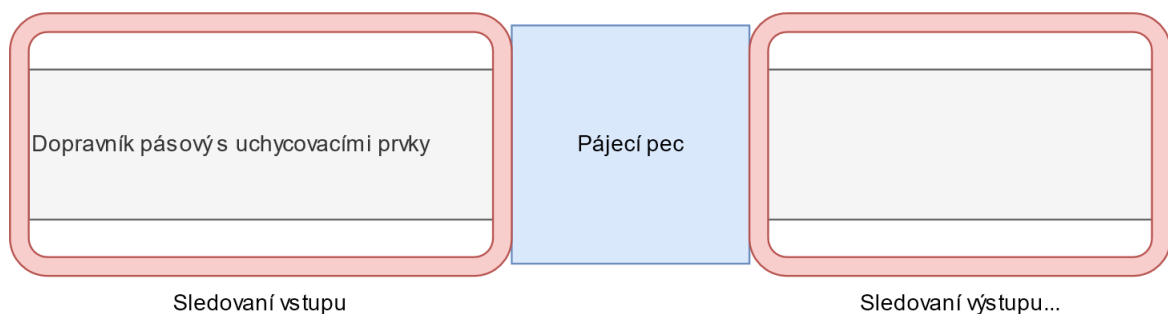 Dopravník pásový s uchycovacími prvky
Pájecí pec
Sledovaní vstupu
Sledovaní výstupu...